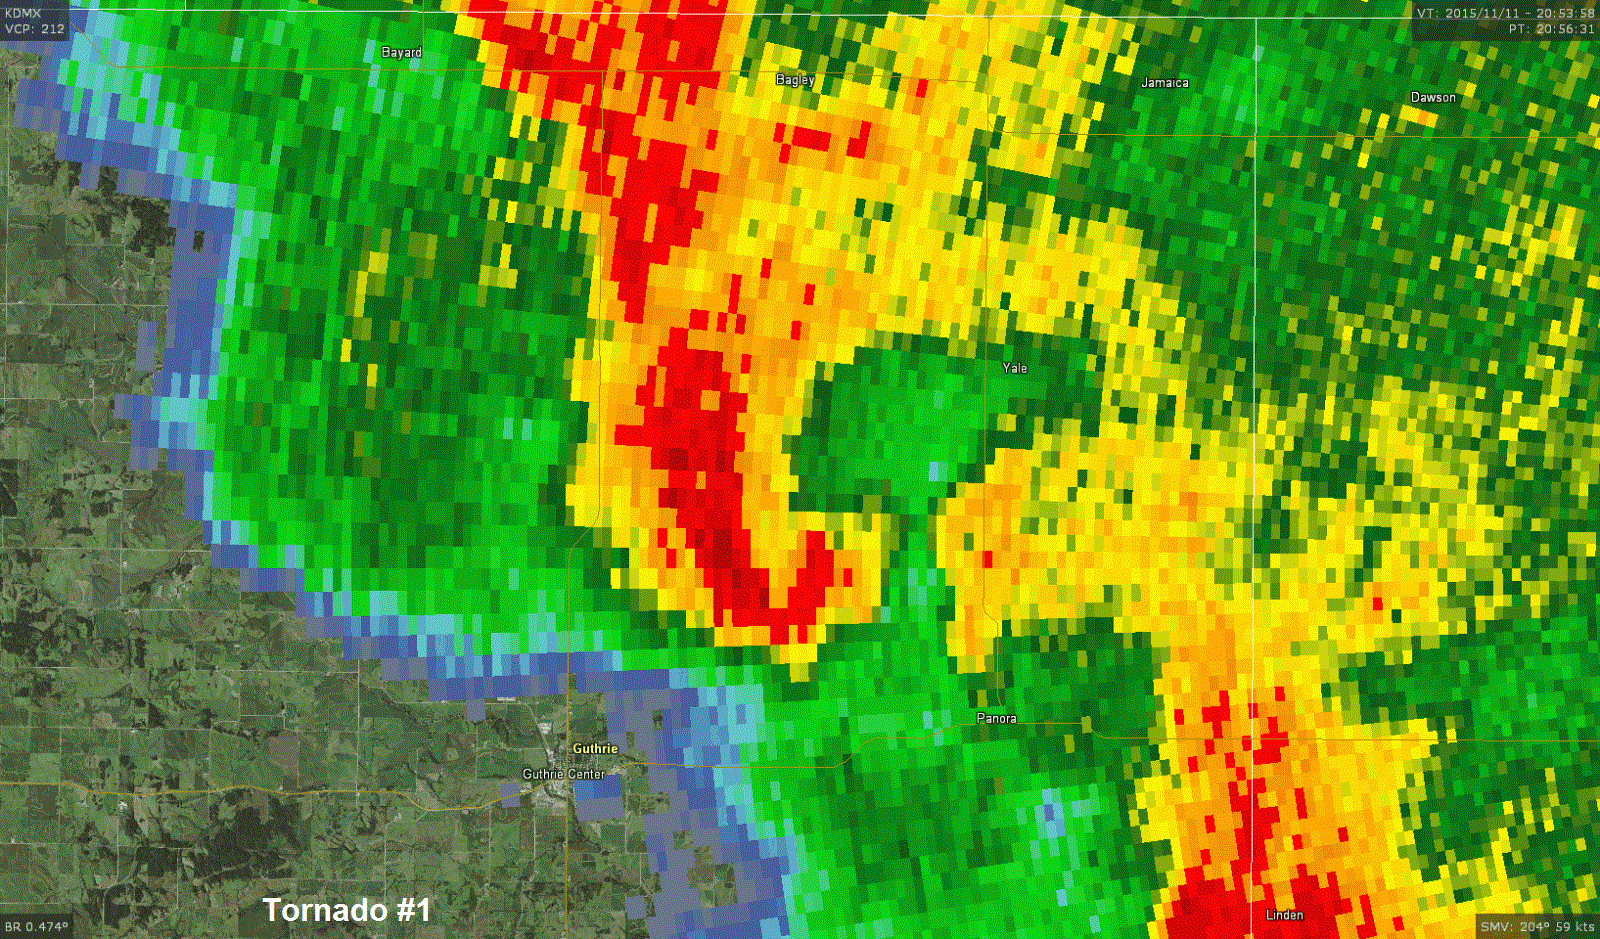 KDMX
VCP: 212
VT: 2015/11/11 - 20:53:58
PT: 20:56:31
Bayard
Bagley
Jamaica
Dawson
Yale
Panora
Guthrie
Guthrie Center
Tornado #1
Linden
BR 0.474°
SMV: 204° 59 kts